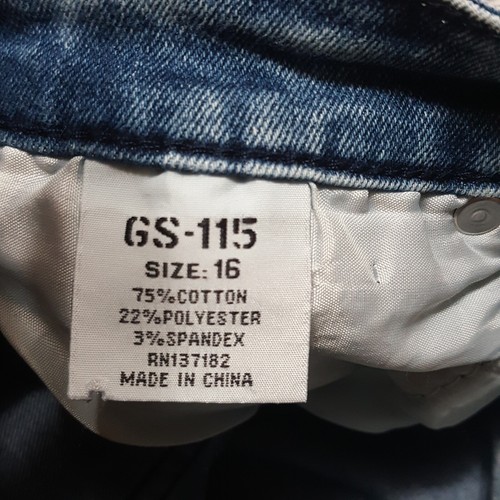 GS-115
SIZE: 16
75%COTTON
22%POLYESTER
3%SPANDEX
RN137182
MADE IN CHINA